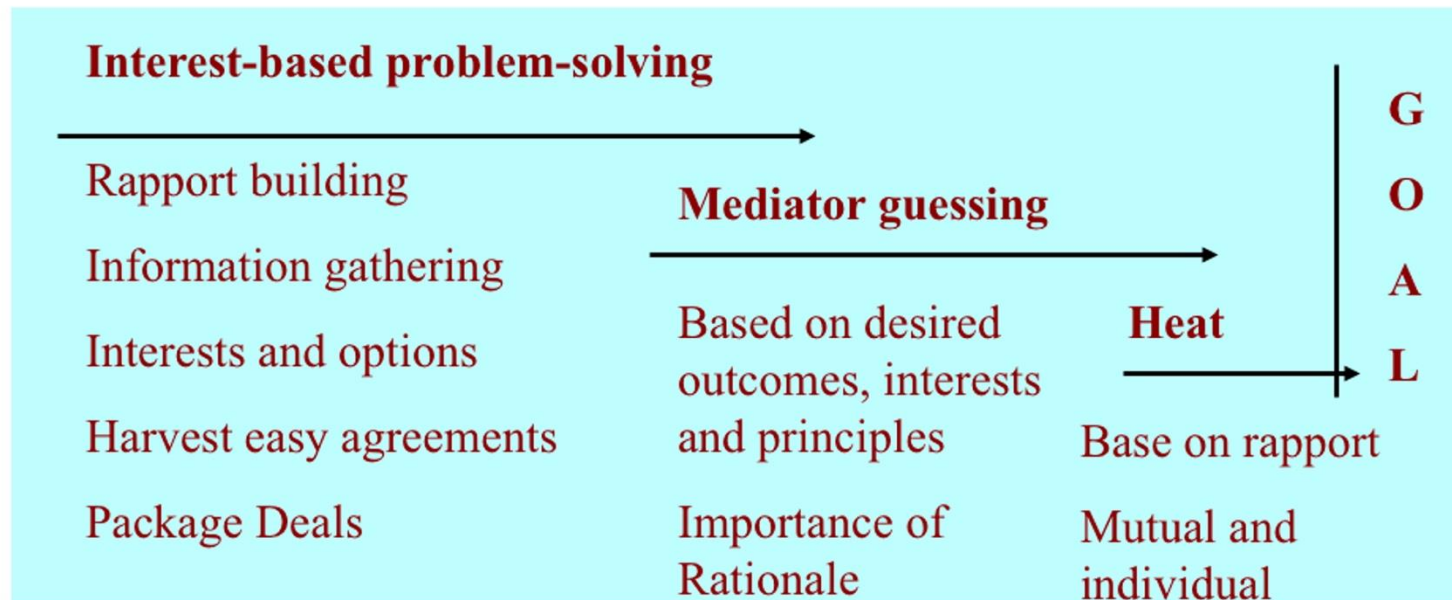 Interest-based problem-solving
Rapport building
Information gathering
Interests and options
Harvest easy agreements
Package Deals
Mediator guessing
Based on desired
outcomes, interests
and principles
Importance of
Rationale
Heat
Base on rapport
Mutual and
individual
G
O
A
L